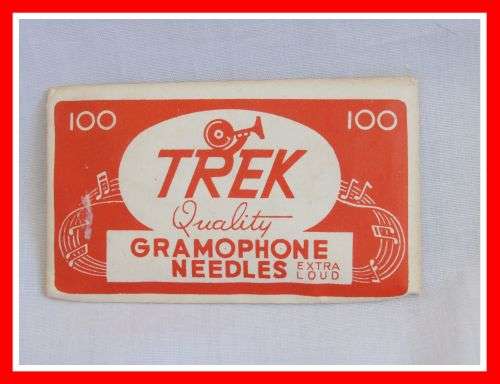 100 100
TREK
Quality
GRAMOPHONE
NEEDLES EXTRA
LOUD